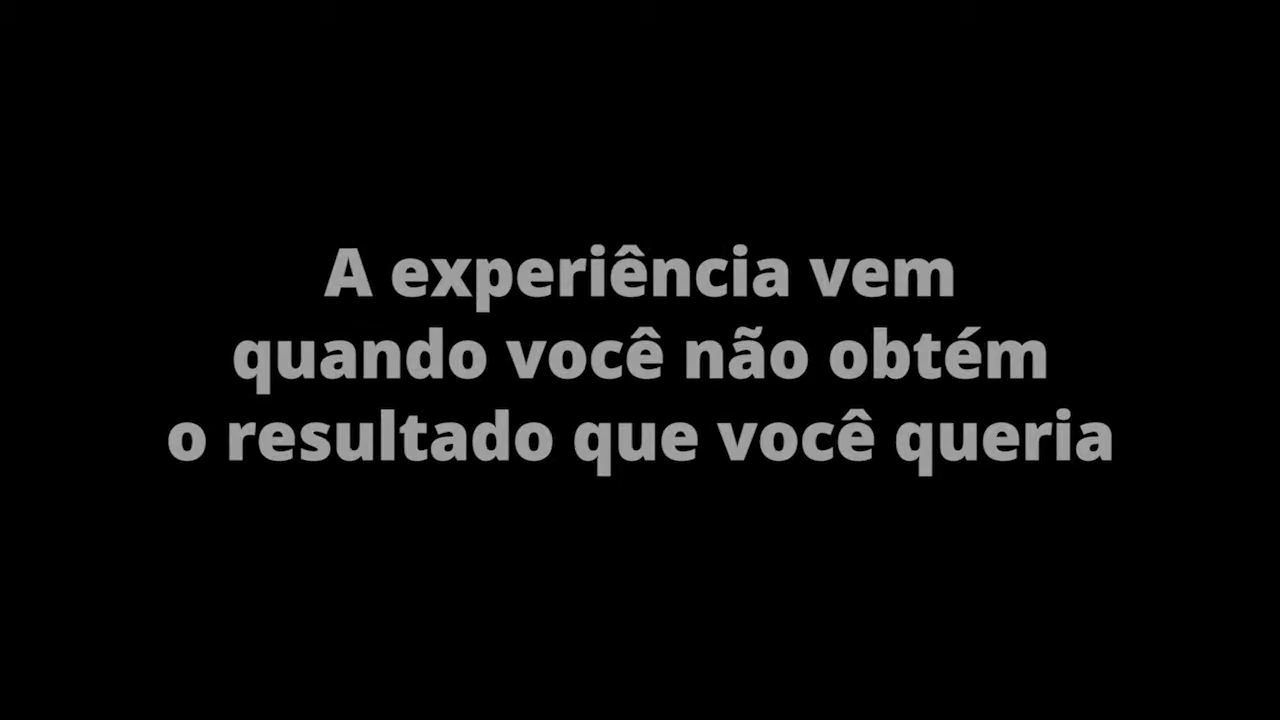 A experiência vem
quando você não obtém
o resultado que você queria